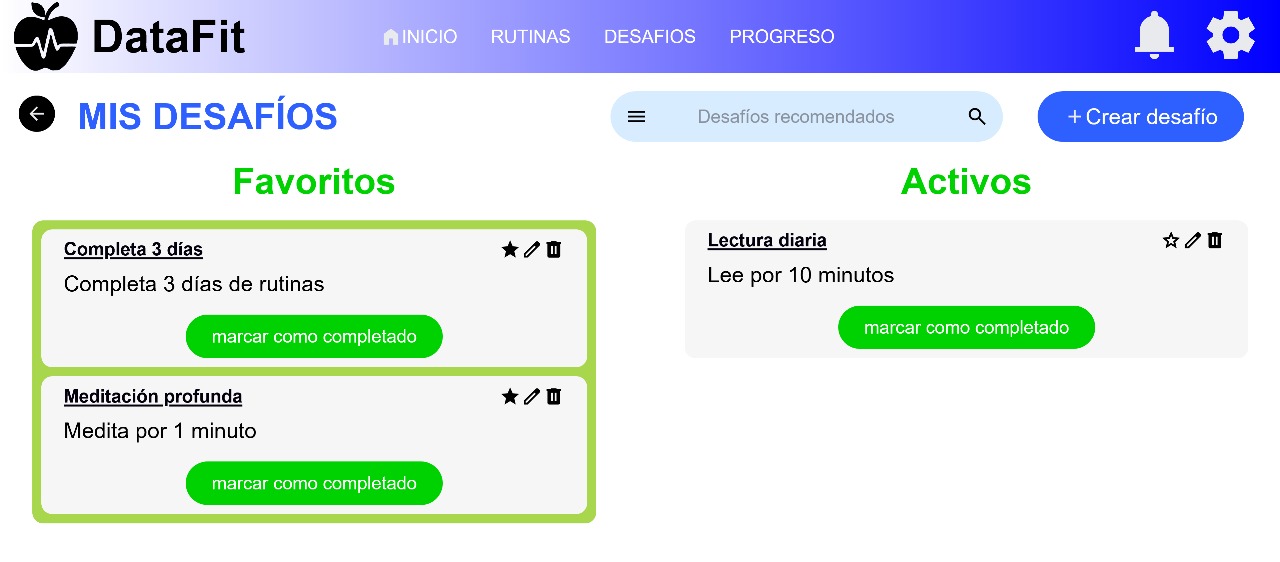 DataFit
INICIO RUTINAS DESAFIOS PROGRESO
MIS DESAFÍOS
Desafíos recomendados
+ Crear desafío
Favoritos
Completa 3 días
Completa 3 días de rutinas
marcar como completado
Meditación profunda
Medita por 1 minuto
marcar como completado
Activos
Lectura diaria
Lee por 10 minutos
marcar como completado